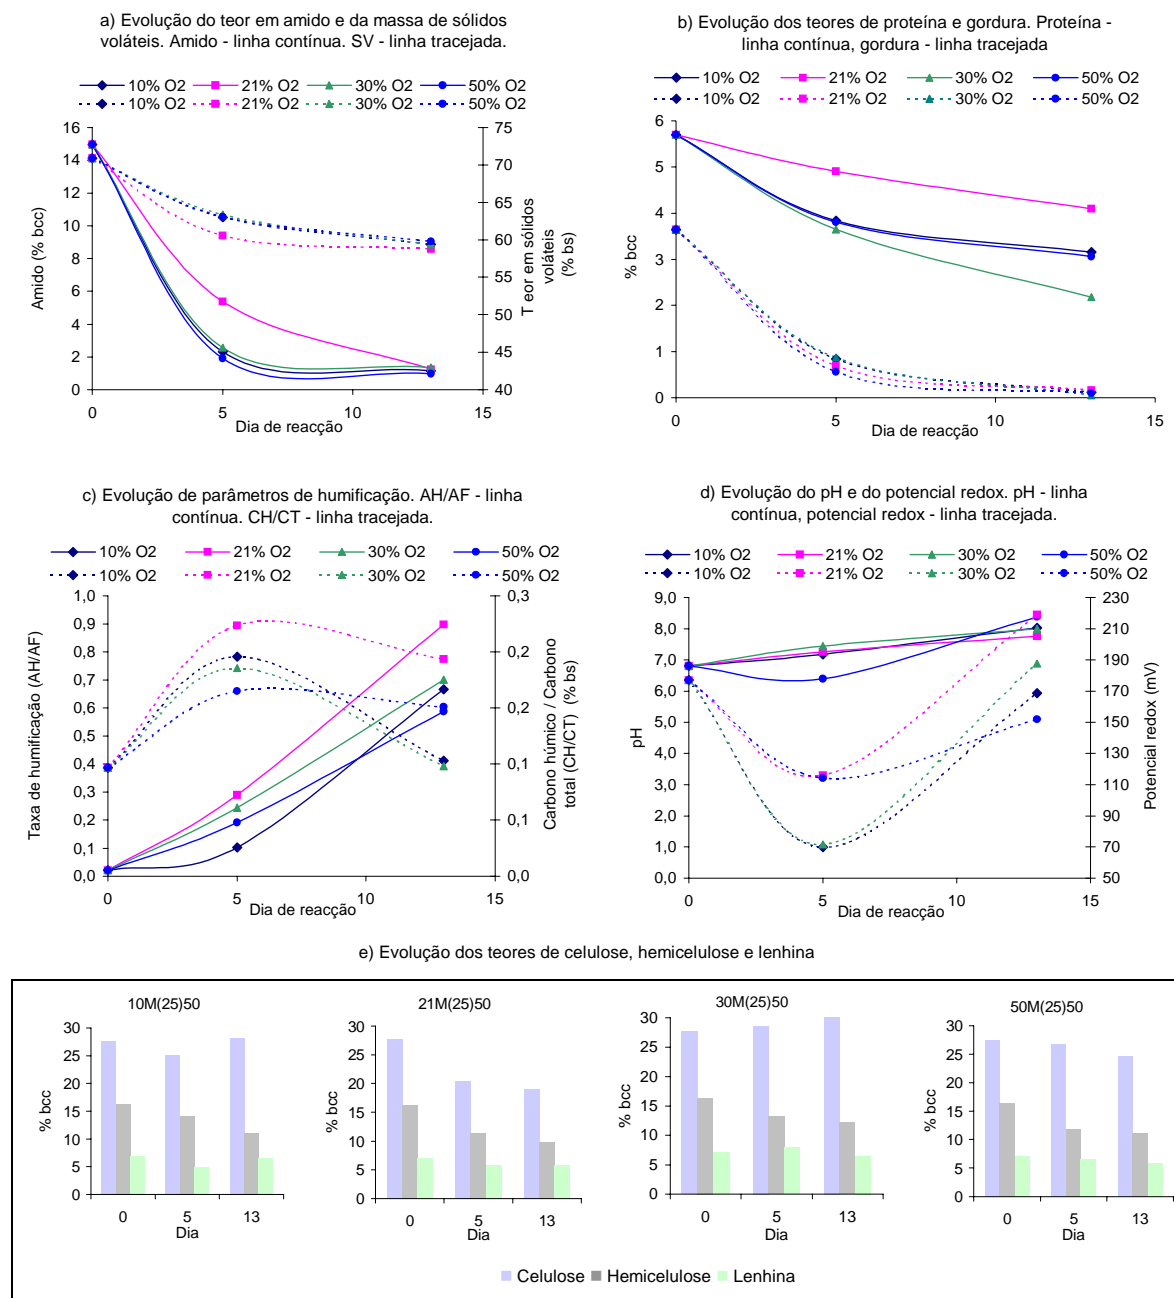 a) Evolução do teor em amido e da massa de sólidos
voláteis. Amido - linha contínua. SV - linha tracejada.
10% O2 21% O2 30% O2 50% O2
10% O2 21% O2 30% O2 50% O2
Amido (% bcc)
16
14
12
10
8
6
4
2
0
75
70
65
60
55
50
45
40
T eor em sólidos
voláteis
(% bs)
0 5 10 15
Dia de reacção
b) Evolução dos teores de proteína e gordura. Proteína -
linha contínua, gordura - linha tracejada
10% O2 21% O2 30% O2 50% O2
10% O2 21% O2 30% O2 50% O2
% bcc
6
5
4
3
2
1
0
0 5 10 15
Dia de reacção
c) Evolução de parâmetros de humificação. AH/AF - linha
contínua. CH/CT - linha tracejada.
10% O2 21% O2 30% O2 50% O2
10% O2 21% O2 30% O2 50% O2
Taxa de humificação (AH/AF)
1,0
0,9
0,8
0,7
0,6
0,5
0,4
0,3
0,2
0,1
0,0
0,3
0,2
0,2
0,1
0,1
0,0
Carbono húmico / Carbono
total (CH/CT) (% bs)
0 5 10 15
Dia de reacção
d) Evolução do pH e do potencial redox. pH - linha
contínua, potencial redox - linha tracejada.
10% O2 21% O2 30% O2 50% O2
10% O2 21% O2 30% O2 50% O2
pH
9,0
8,0
7,0
6,0
5,0
4,0
3,0
2,0
1,0
0,0
230
210
190
170
150
130
110
90
70
50
Potencial redox (mV)
0 5 10 15
Dia de reacção
e) Evolução dos teores de celulose, hemicelulose e lenhina
10M(25)50
% bcc
30
25
20
15
10
5
0
0 5 13
Dia
21M(25)50
% bcc
30
25
20
15
10
5
0
0 5 13
Dia
30M(25)50
% bcc
30
25
20
15
10
5
0
0 5 13
Dia
50M(25)50
% bcc
30
25
20
15
10
5
0
0 5 13
Dia
Celulose Hemicelulose Lenhina